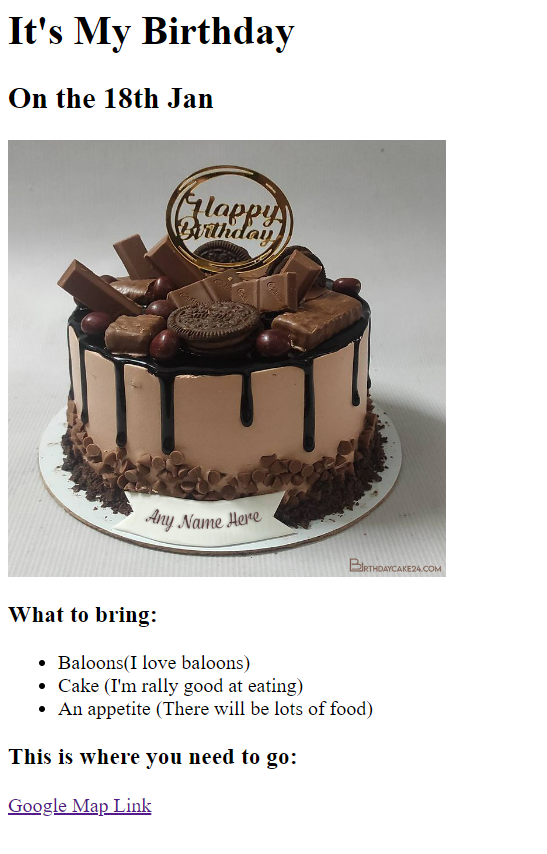 It's My Birthday
On the 18th Jan
Happy
Birthday
Any Name Here
BIRTHDAYCAKE24.COM
What to bring:
Baloons(I love baloons)
Cake (I'm rally good at eating)
An appetite (There will be lots of food)
This is where you need to go:
Google Map Link